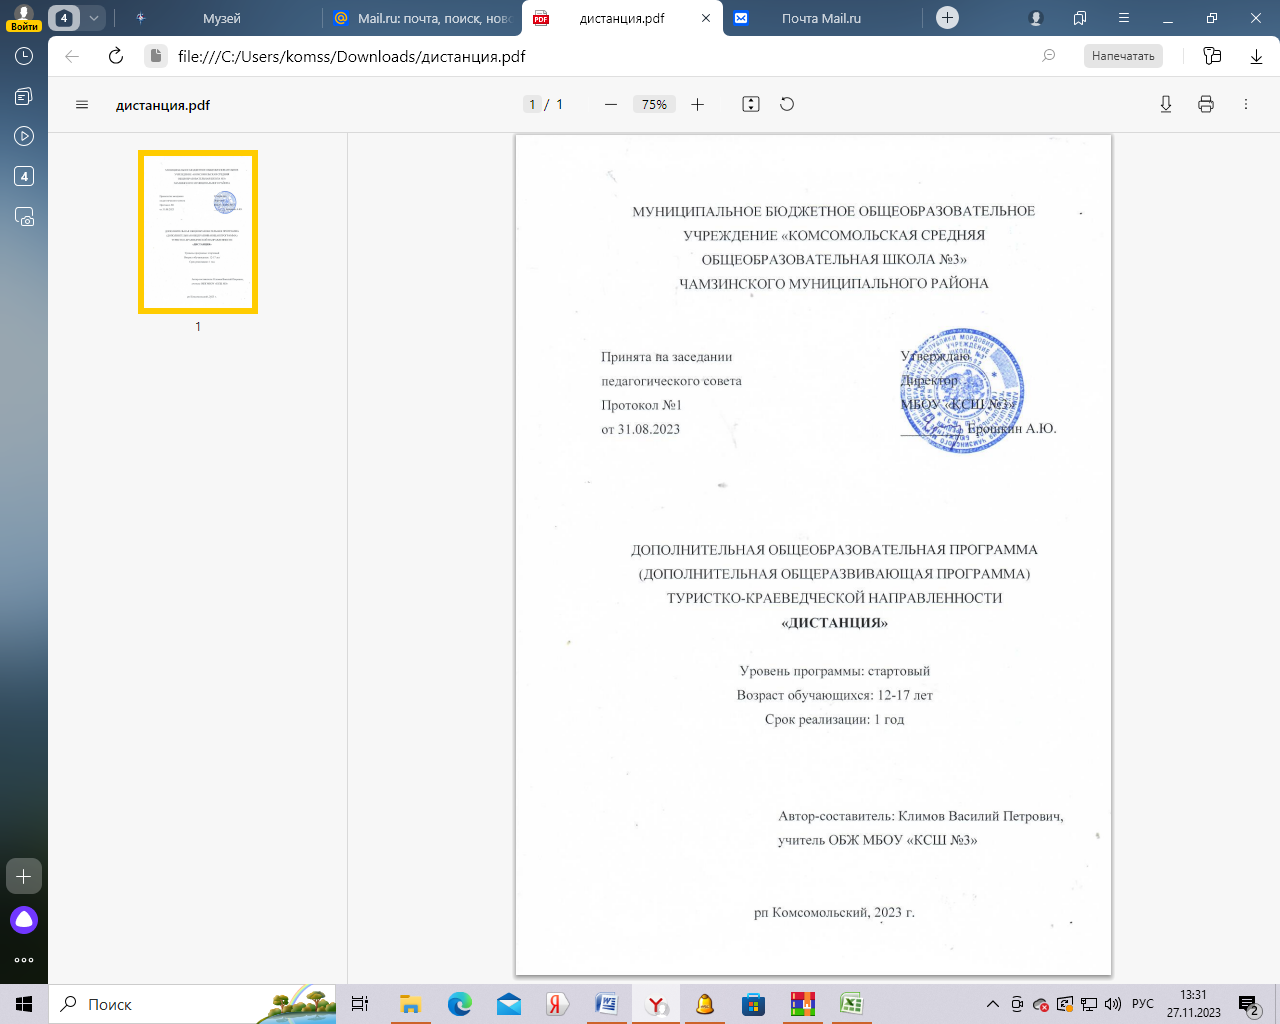 4
Музей
Mail.ru: почта, поиск, ново
дистанция.pdf
Почта Mail.ru
Войти
file:///C:/Users/komss/Downloads/дистанция.pdf
Напечатать
дистанция.pdf
1 / 1
75%
4
1
МУНИЦИПАЛЬНОЕ БЮДЖЕТНОЕ ОБЩЕОБРАЗОВАТЕЛЬНОЕ
УЧРЕЖДЕНИЕ «КОМСОМОЛЬСКАЯ СРЕДНЯЯ
ОБЩЕОБРАЗОВАТЕЛЬНАЯ ШКОЛА №3»
ЧАМЗИНСКОГО МУНИЦИПАЛЬНОГО РАЙОНА
Принята на заседании
педагогического совета
Протокол №1
от 31.08.2023
Утверждаю
Директор
МБОУ «КСШ №3»
Ерошкин А.Ю.
ДОПОЛНИТЕЛЬНАЯ ОБЩЕОБРАЗОВАТЕЛЬНАЯ ПРОГРАММА
(ДОПОЛНИТЕЛЬНАЯ ОБЩЕРАЗВИВАЮЩАЯ ПРОГРАММА)
ТУРИСТКО-КРАЕВЕДЧЕСКОЙ НАПРАВЛЕННОСТИ
«ДИСТАНЦИЯ»
Уровень программы: стартовый
Возраст обучающихся: 12-17 лет
Срок реализации: 1 год
Автор-составитель: Климов Василий Петрович,
учитель ОБЖ МБОУ «КСШ №3»
рп Комсомольский, 2023 г.
Поиск
РУС
13:31
27.11.2023
2